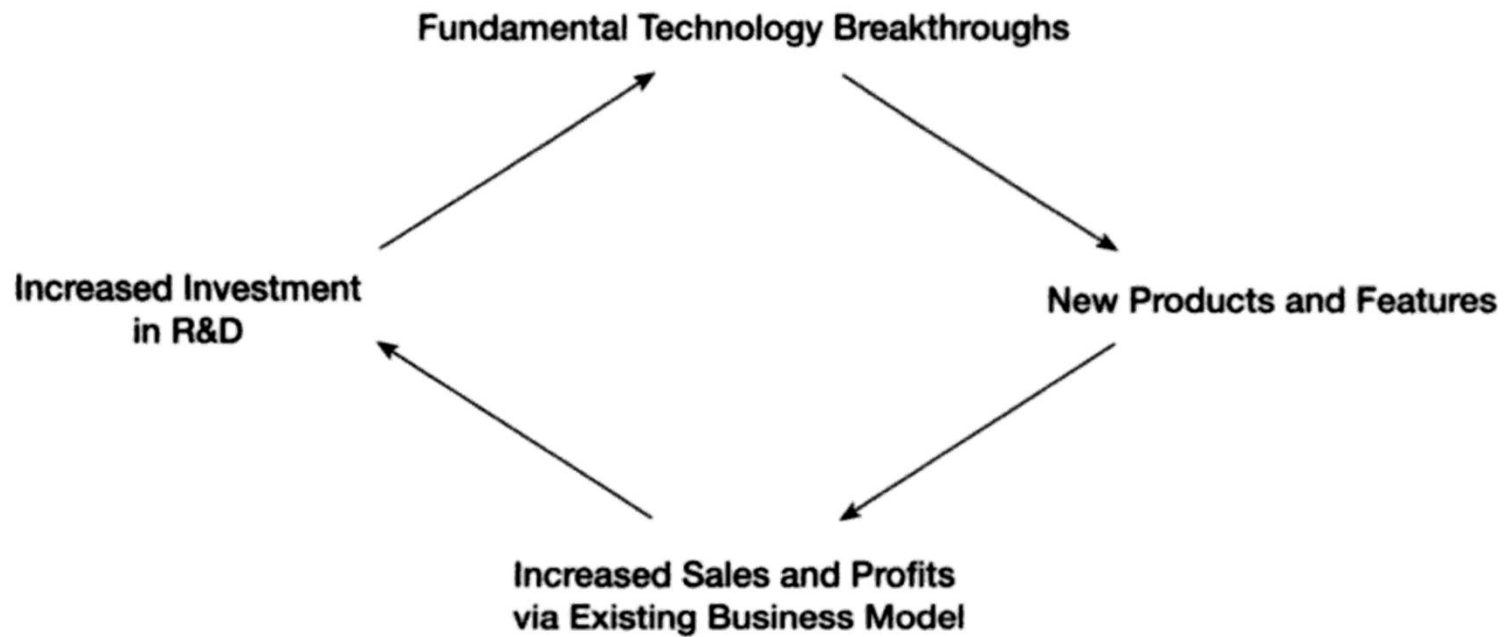 Fundamental Technology Breakthroughs
Increased Investment
in R&D
New Products and Features
Increased Sales and Profits
via Existing Business Model